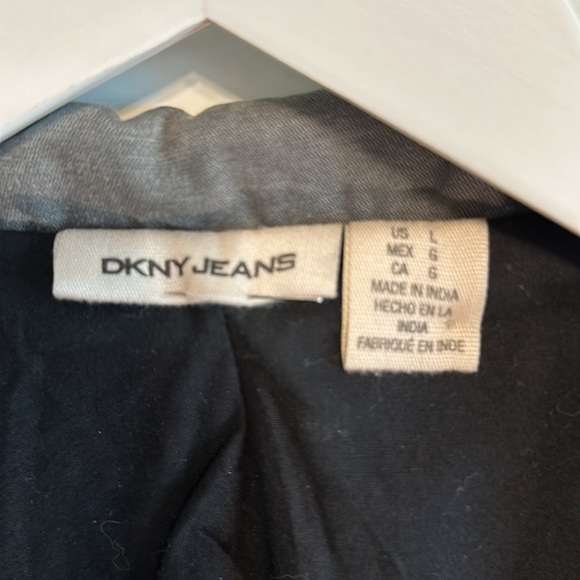 DKNY JEANS
US L
MEX G
CA G
MADE IN INDIA
HECHO EN LA
INDIA
FABRIQUÉ EN INDE